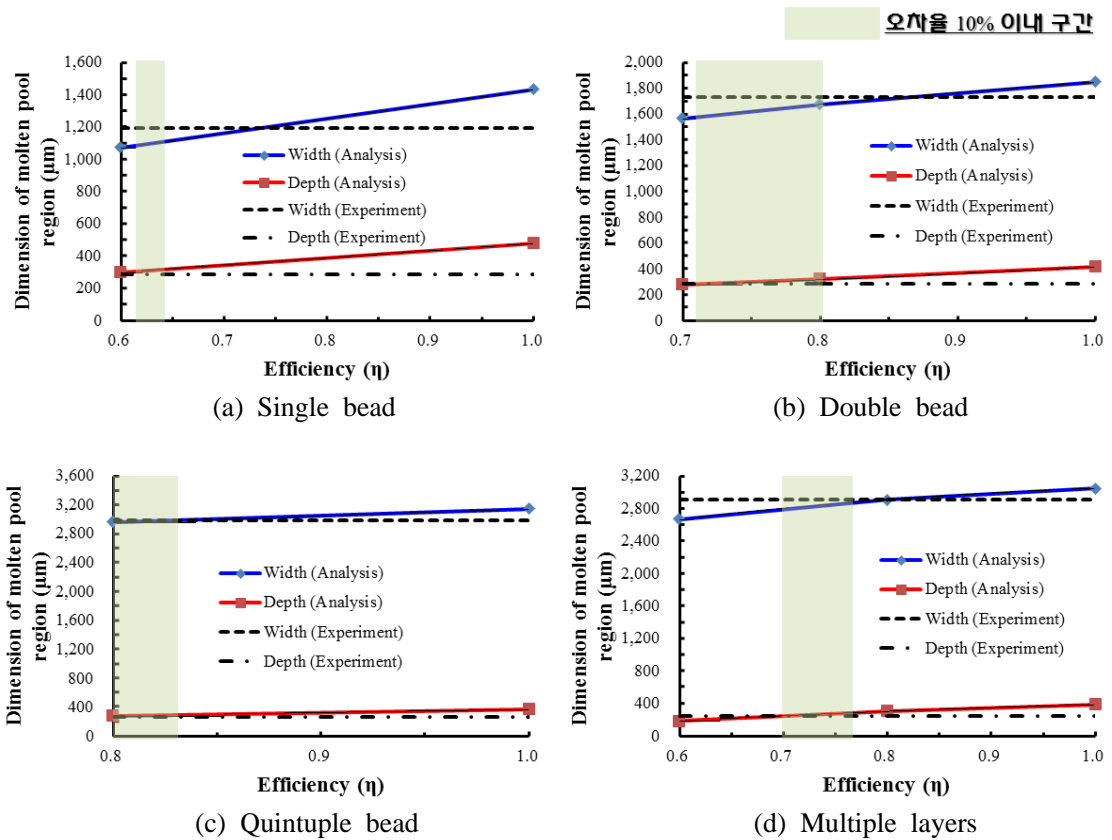 오차율 10% 이내 구간
1,600
1,400
1,200
1,000
800
600
400
200
0
0.6
0.7
0.8
0.9
1.0
Dimension of molten pool
region (μm)
Width (Analysis)
Depth (Analysis)
Width (Experiment)
Depth (Experiment)
Efficiency (η)
(a) Single bead
2,000
1,800
1,600
1,400
1,200
1,000
800
600
400
200
0
0.7
0.8
0.9
1.0
Dimension of molten pool
region (μm)
Width (Analysis)
Depth (Analysis)
Width (Experiment)
Depth (Experiment)
Efficiency (η)
(b) Double bead
3,600
3,200
2,800
2,400
2,000
1,600
1,200
800
400
0
0.8
0.9
1.0
Dimension of molten pool
region (μm)
Width (Analysis)
Depth (Analysis)
Width (Experiment)
Depth (Experiment)
Efficiency (η)
(c) Quintuple bead
3,200
2,800
2,400
2,000
1,600
1,200
800
400
0
0.6
0.7
0.8
0.9
1.0
Dimension of molten pool
region (μm)
Width (Analysis)
Depth (Analysis)
Width (Experiment)
Depth (Experiment)
Efficiency (η)
(d) Multiple layers